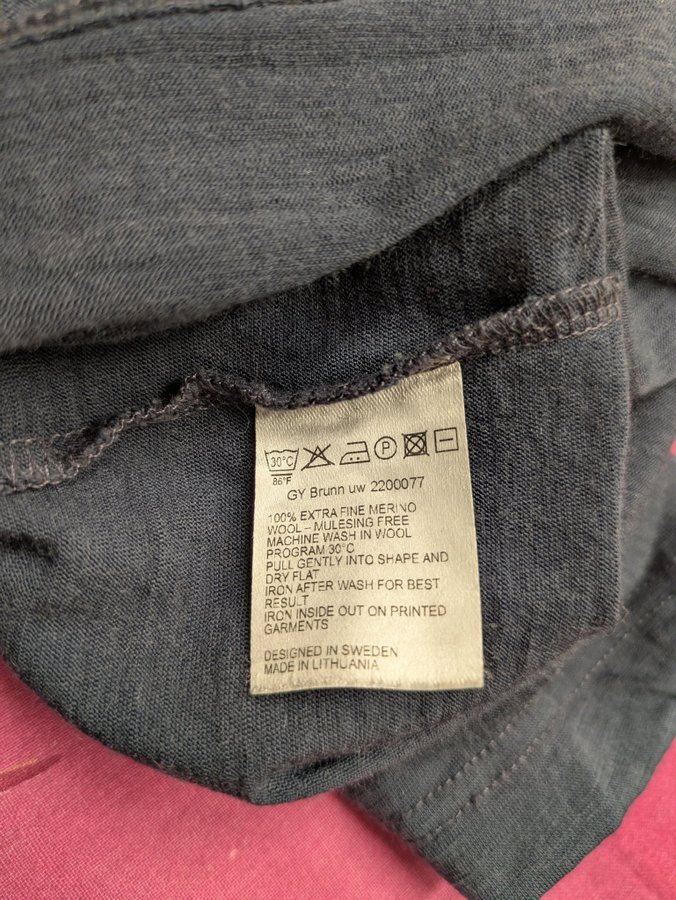 30°C
86°F
P
GY Brunn uw 2200077
100% EXTRA FINE MERINO
WOOL – MULESING FREE
MACHINE WASH IN WOOL
PROGRAM 30°C
PULL GENTLY INTO SHAPE AND
DRY FLAT
IRON AFTER WASH FOR BEST
RESULT
IRON INSIDE OUT ON PRINTED
GARMENTS
DESIGNED IN SWEDEN
MADE IN LITHUANIA